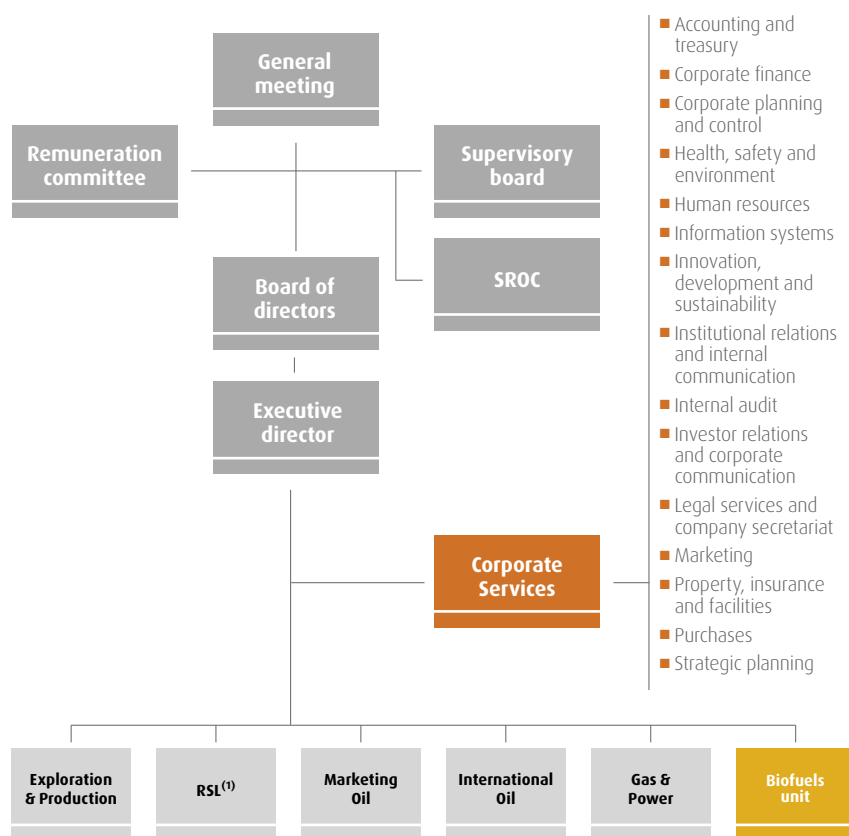 General
meeting
Remuneration
committee
Supervisory
board
Board of
directors
SROC
Executive
director
Corporate
Services
Accounting and
treasury
Corporate finance
Corporate planning
and control
Health, safety and
environment
Human resources
Information systems
Innovation,
development and
sustainability
Institutional relations
and internal
communication
Internal audit
Investor relations
and corporate
communication
Legal services and
company secretariat
Marketing
Property, insurance
and facilities
Purchases
Strategic planning
Exploration
& Production
RSL(1)
Marketing
Oil
International
Oil
Gas &
Power
Biofuels
unit